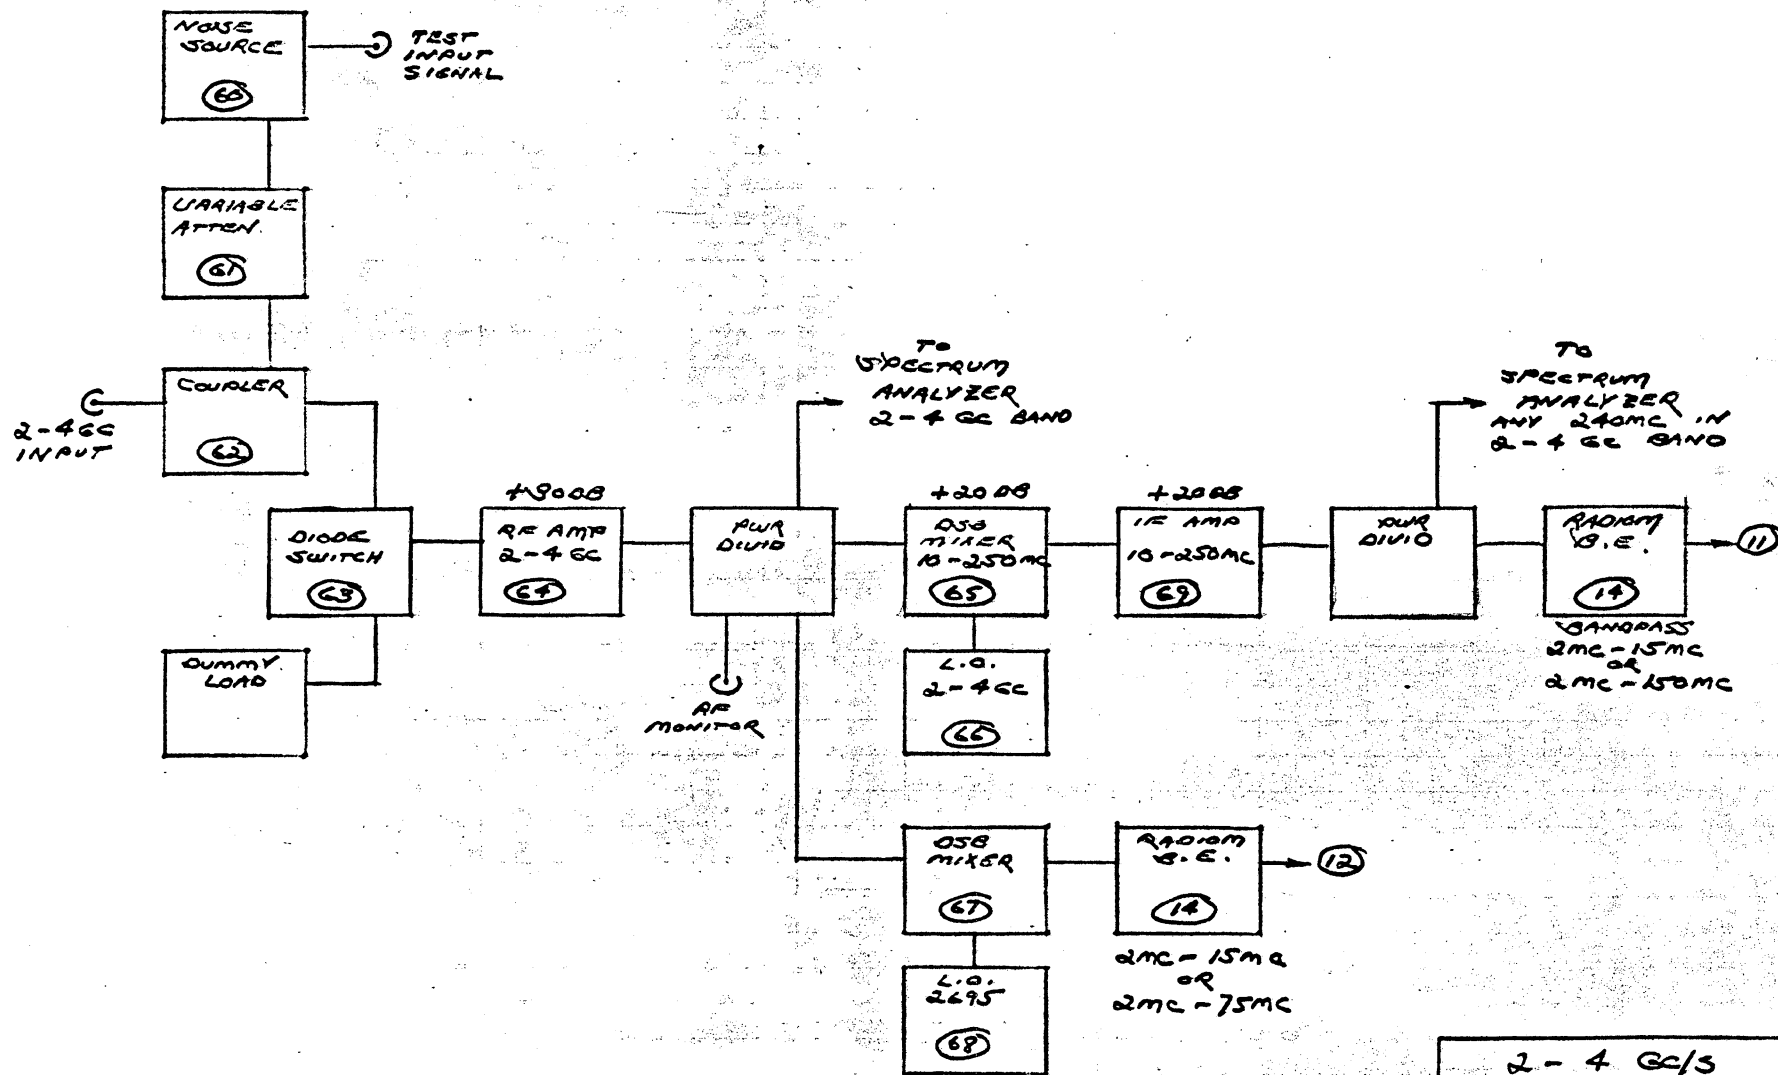 NOISE
SOURCE
60
TEST
INPUT
SIGNAL
VARIABLE
ATTEN.
61
COUPLER
62
2-4GC
INPUT
DIODE
SWITCH
63
DUMMY
LOAD
+30DB
RF AMP
2-4GC
64
PWR
DIVID
RF
MONITOR
TO
SPECTRUM
ANALYZER
2-4 GC BAND
+20DB
DSB
MIXER
10-250MC
65
L.O.
2-4GC
66
+20DB
IF AMP
10-250MC
69
PWR
DIVID
TO
SPECTRUM
ANALYZER
ANY 240MC IN
2-4 GC BAND
RADIOM
B.E.
14
11
BANDPASS
2MC-15MC
OR
2MC-150MC
DSB
MIXER
67
L.O.
2695
68
RADIOM
B.E.
14
12
2MC-15MC
OR
2MC-75MC
2-4 GC/S